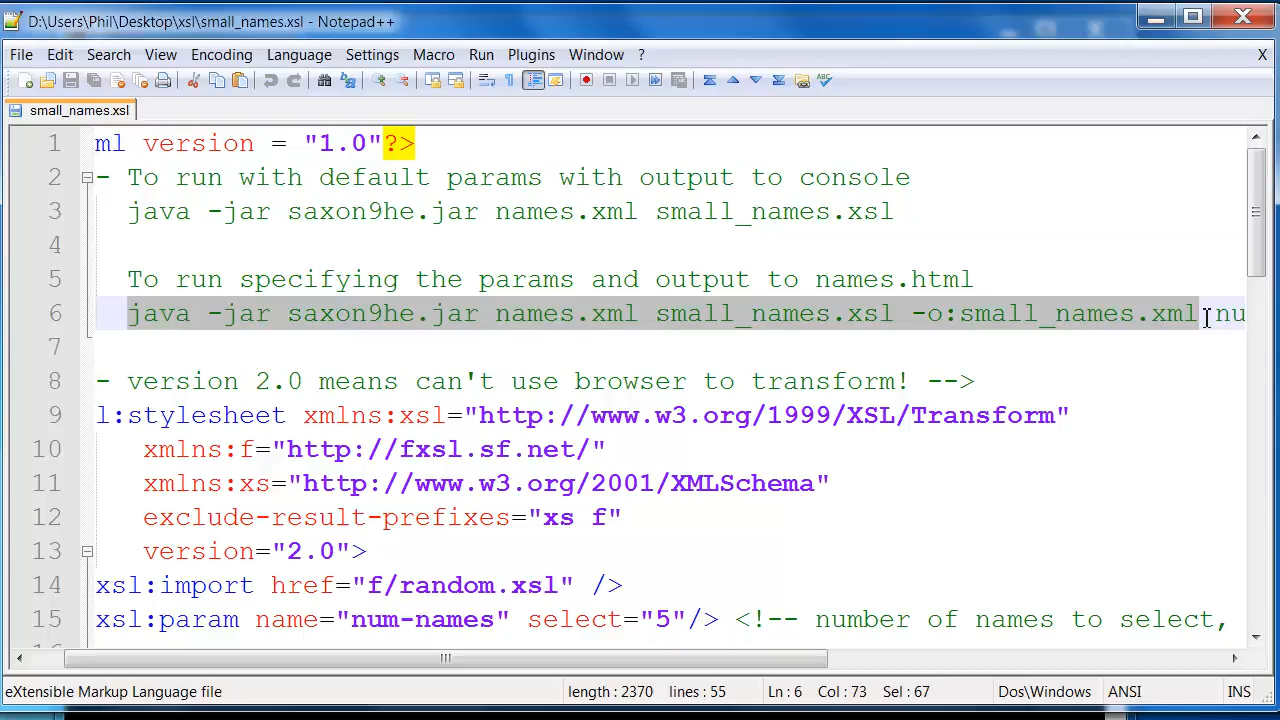 D:\Users\Phil\Desktop\xsl\small_names.xsl - Notepad++
File Edit Search View Encoding Language Settings Macro Run Plugins Window ? X
small_names.xsl
1 ml version = "1.0"?>
2 - To run with default params with output to console
3 java -jar saxon9he.jar names.xml small_names.xsl
4
5 To run specifying the params and output to names.html
6 java -jar saxon9he.jar names.xml small_names.xsl -o:small_names.xml nu
7
8 - version 2.0 means can't use browser to transform! -->
9 l:stylesheet xmlns:xsl="http://www.w3.org/1999/XSL/Transform"
10 xmlns:f="http://fxsl.sf.net/"
11 xmlns:xs="http://www.w3.org/2001/XMLSchema"
12 exclude-result-prefixes="xs f"
13 version="2.0">
14 xsl:import href="f/random.xsl" />
15 xsl:param name="num-names" select="5"/> <!-- number of names to select,
eXtensible Markup Language file length : 2370 lines : 55 Ln : 6 Col : 73 Sel : 67 Dos\Windows ANSI INS